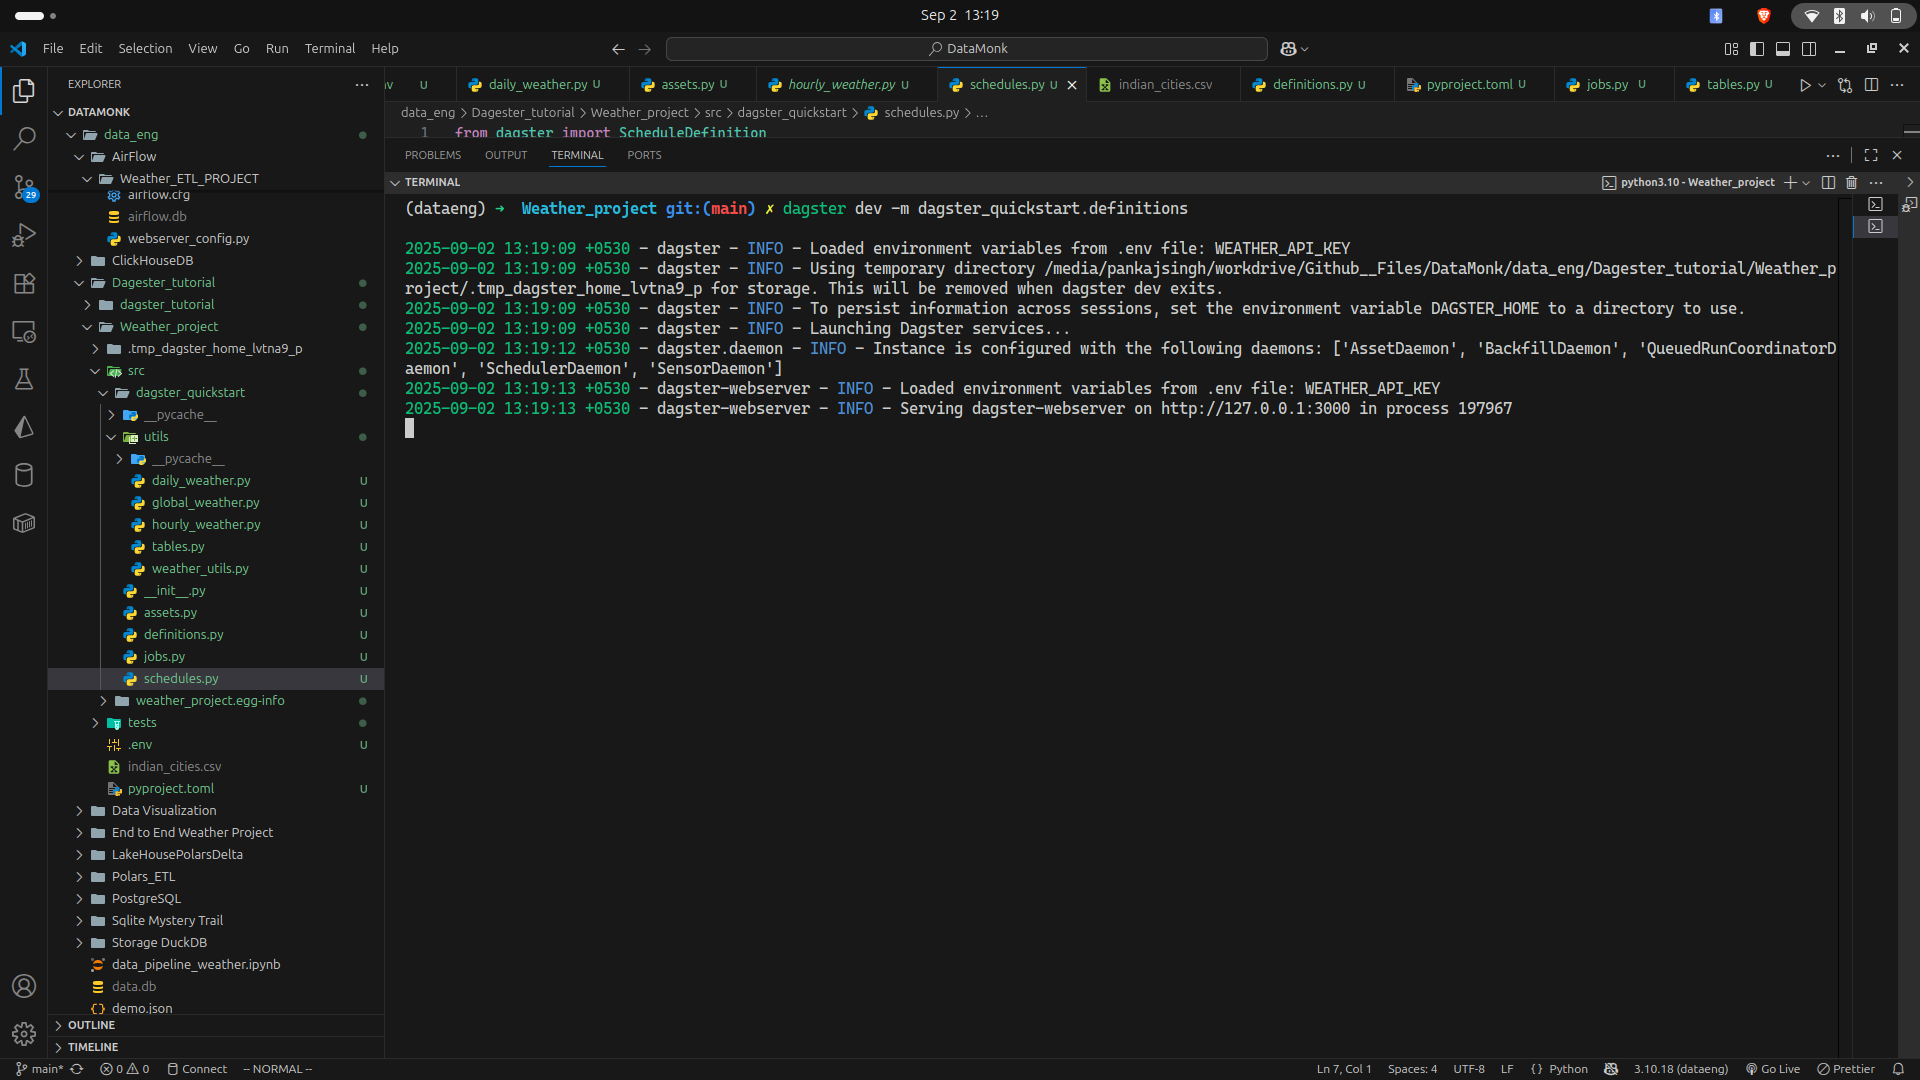 Sep 2 13:19
File Edit Selection View Go Run Terminal Help
DataMonk
EXPLORER
DATAMONK
data_eng
AirFlow
Weather_ETL_PROJECT
airflow.cfg
airflow.db
webserver_config.py
ClickHouseDB
Dagester_tutorial
dagster_tutorial
Weather_project
.tmp_dagster_home_lvtna9_p
src
dagster_quickstart
__pycache__
utils
__pycache__
daily_weather.py U
global_weather.py U
hourly_weather.py U
tables.py U
weather_utils.py U
__init__.py U
assets.py U
definitions.py U
jobs.py U
schedules.py U
weather_project.egg-info
tests
.env U
indian_cities.csv
pyproject.toml U
Data Visualization
End to End Weather Project
LakeHousePolarsDelta
Polars_ETL
PostgreSQL
Sqlite Mystery Trail
Storage DuckDB
data_pipeline_weather.ipynb
data.db
demo.json
OUTLINE
TIMELINE
29
v U daily_weather.py U assets.py U hourly_weather.py U schedules.py U indian_cities.csv definitions.py U pyproject.toml U jobs.py U tables.py U
data_eng > Dagester_tutorial > Weather_project > src > dagster_quickstart > schedules.py > ...
1 from dagster import ScheduleDefinition
PROBLEMS OUTPUT TERMINAL PORTS
TERMINAL
python3.10 - Weather_project
(dataeng) → Weather_project git:(main) ✗ dagster dev -m dagster_quickstart.definitions
2025-09-02 13:19:09 +0530 - dagster - INFO - Loaded environment variables from .env file: WEATHER_API_KEY
2025-09-02 13:19:09 +0530 - dagster - INFO - Using temporary directory /media/pankajsingh/workdrive/Github__Files/DataMonk/data_eng/Dagester_tutorial/Weather_p
roject/.tmp_dagster_home_lvtna9_p for storage. This will be removed when dagster dev exits.
2025-09-02 13:19:09 +0530 - dagster - INFO - To persist information across sessions, set the environment variable DAGSTER_HOME to a directory to use.
2025-09-02 13:19:09 +0530 - dagster - INFO - Launching Dagster services...
2025-09-02 13:19:12 +0530 - dagster.daemon - INFO - Instance is configured with the following daemons: ['AssetDaemon', 'BackfillDaemon', 'QueuedRunCoordinatorD
aemon', 'SchedulerDaemon', 'SensorDaemon']
2025-09-02 13:19:13 +0530 - dagster-webserver - INFO - Loaded environment variables from .env file: WEATHER_API_KEY
2025-09-02 13:19:13 +0530 - dagster-webserver - INFO - Serving dagster-webserver on http://127.0.0.1:3000 in process 197967
main* 0 0 Connect -- NORMAL --
Ln 7, Col 1 Spaces: 4 UTF-8 LF {} Python 3.10.18 (dataeng) Go Live Prettier